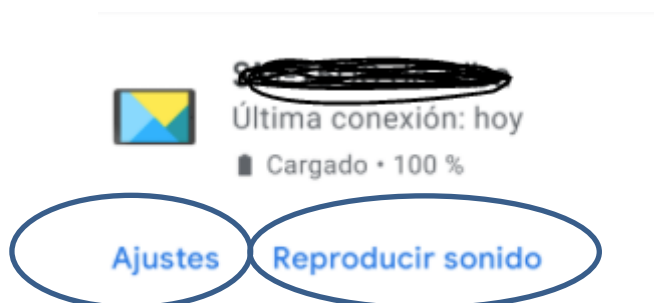 Última conexión: hoy
Cargado • 100 %
Ajustes Reproducir sonido